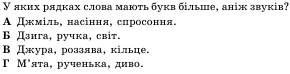 У яких рядках слова мають букв більше, аніж звуків?
А Джміль, насіння, спросоння.
Б Дзига, ручка, світ.
В Джура, роззява, кільце.
Г М'ята, рученька, диво.